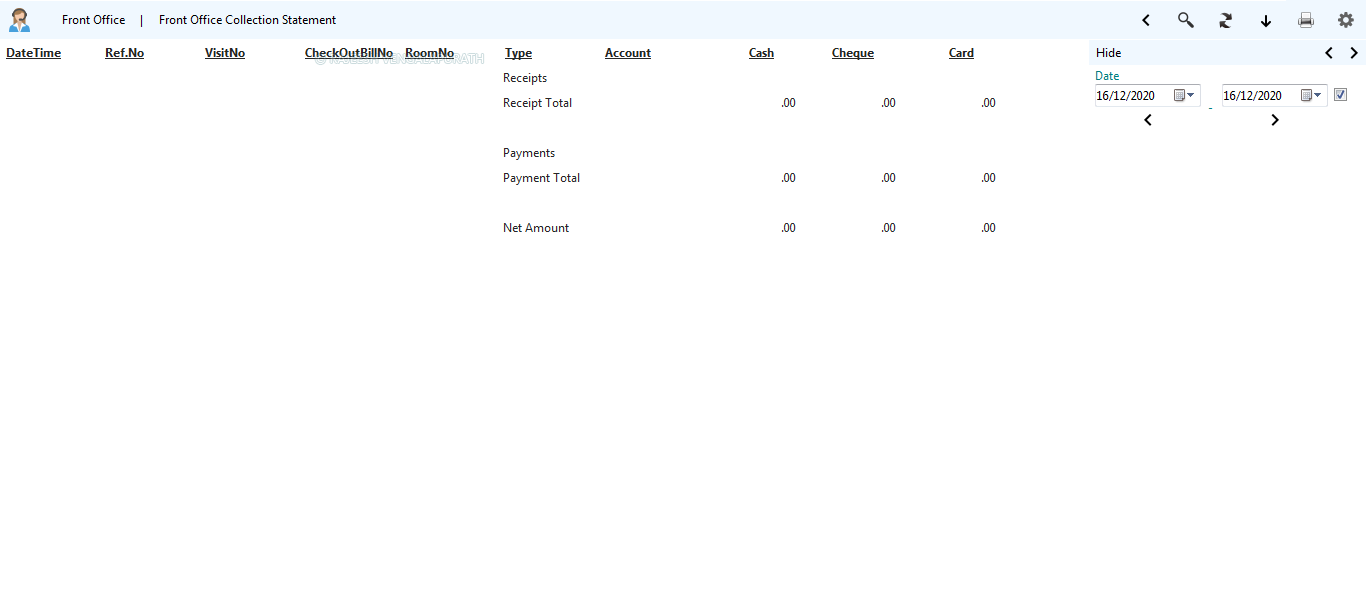 Front Office | Front Office Collection Statement
DateTime Ref.No VisitNo CheckOutBillNo RoomNo Type Account Cash Cheque Card
Receipts
Receipt Total .00 .00 .00
Payments
Payment Total .00 .00 .00
Net Amount .00 .00 .00
Hide
Date
16/12/2020 - 16/12/2020